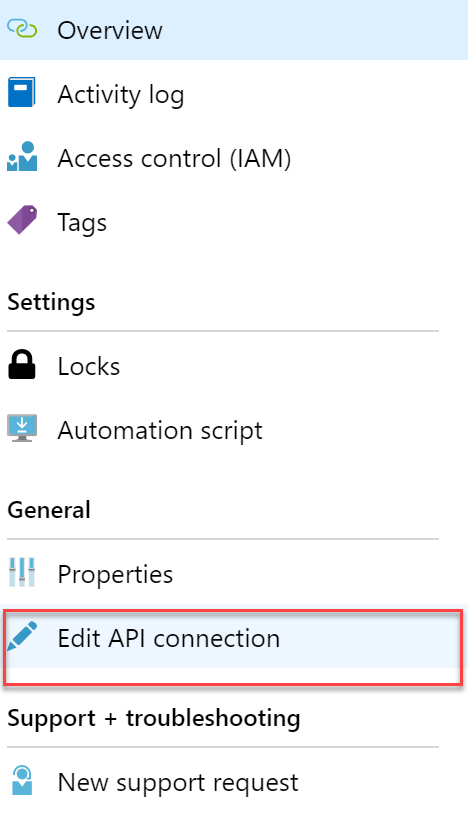 Overview
Activity log
Access control (IAM)
Tags
Settings
Locks
Automation script
General
Properties
Edit API connection
Support + troubleshooting
New support request